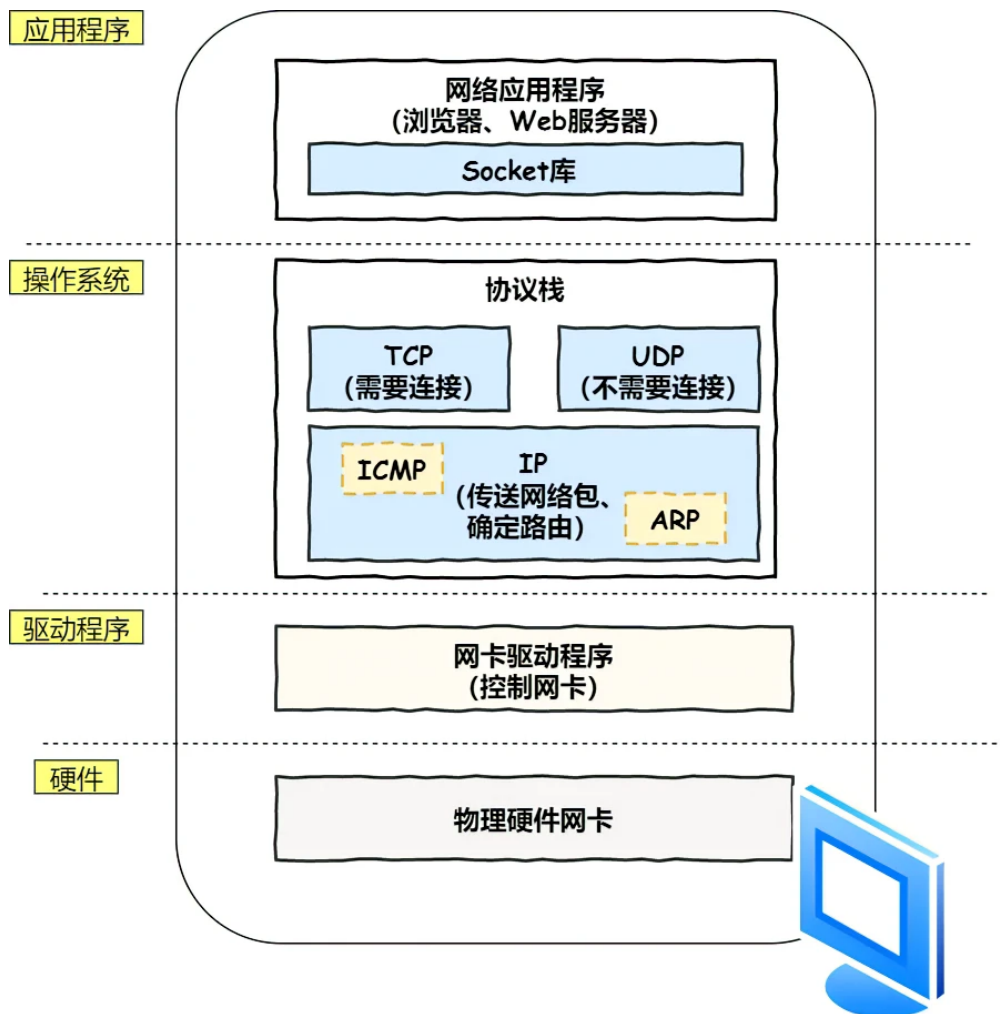 应用程序
网络应用程序
（浏览器、Web服务器）
Socket库
操作系统
协议栈
TCP
（需要连接）
UDP
（不需要连接）
ICMP
IP
（传送网络包、
确定路由）
ARP
驱动程序
网卡驱动程序
（控制网卡）
硬件
物理硬件网卡